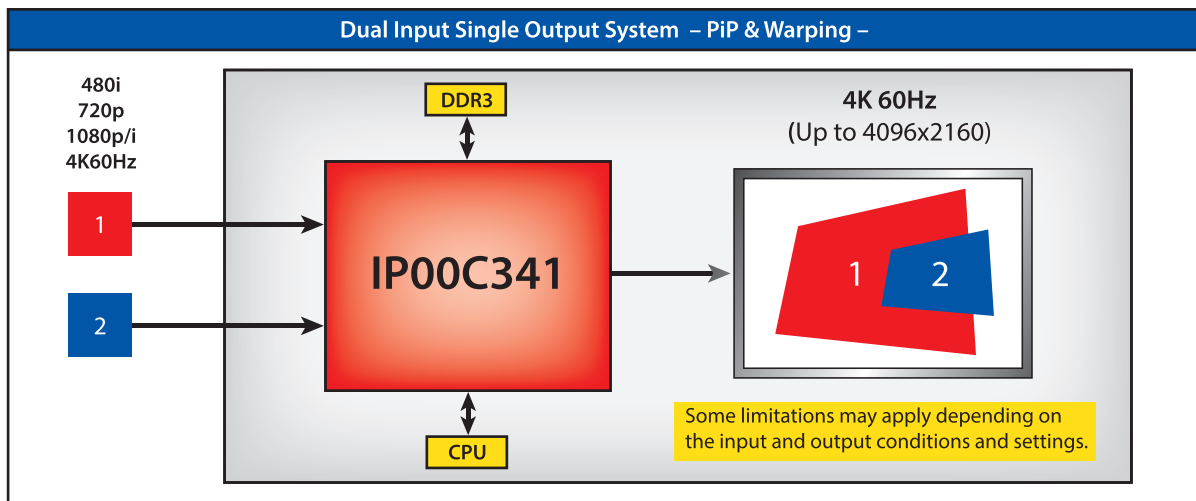 Dual Input Single Output System – PiP & Warping –
480i
720p
1080p/i
4K60Hz
DDR3
4K 60Hz
(Up to 4096x2160)
1
IP00C341
1
2
2
Some limitations may apply depending on
the input and output conditions and settings.
CPU